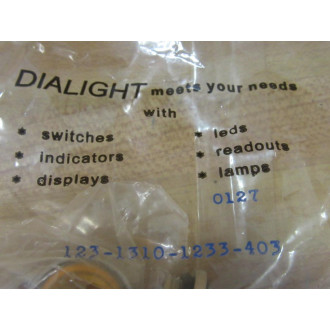 DIALIGHT meets your needs
with
* switches * leds
* indicators * readouts
* displays * lamps
0127
123-1310-1233-403